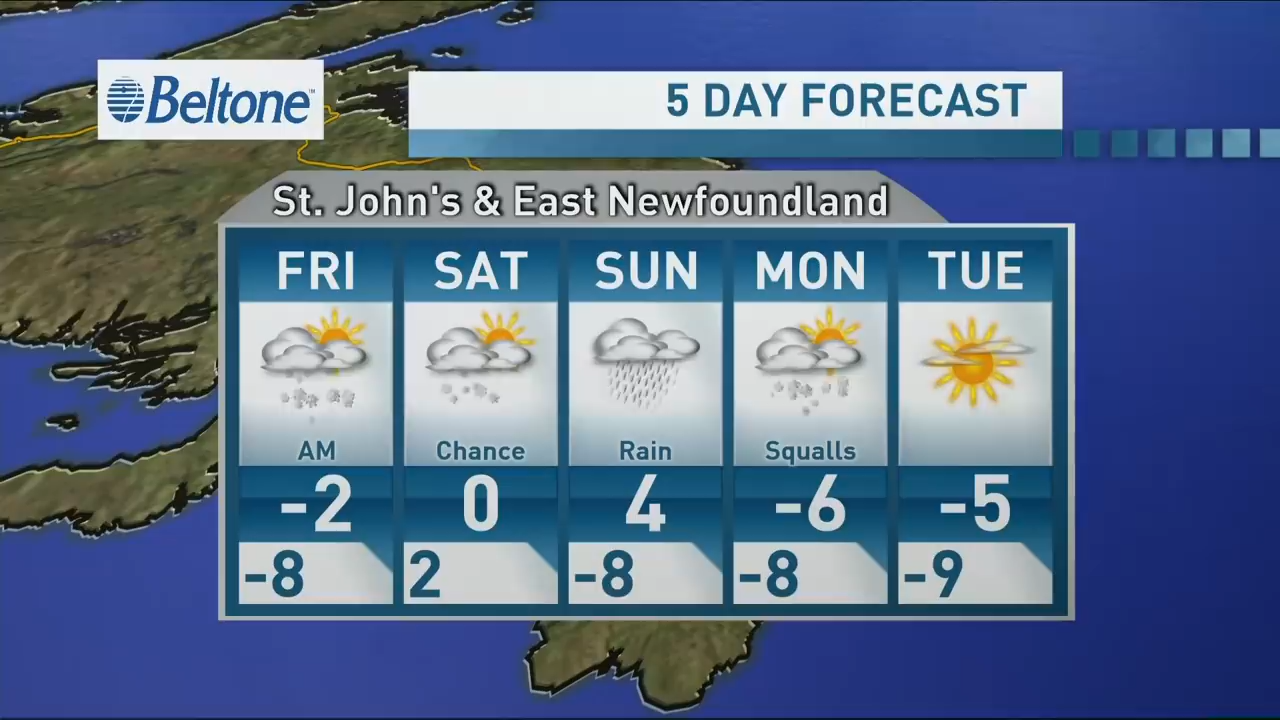 Beltone™
5 DAY FORECAST
St. John's & East Newfoundland
FRI SAT SUN MON TUE
AM Chance Rain Squalls
-2 0 4 -6 -5
-8 2 -8 -8 -9